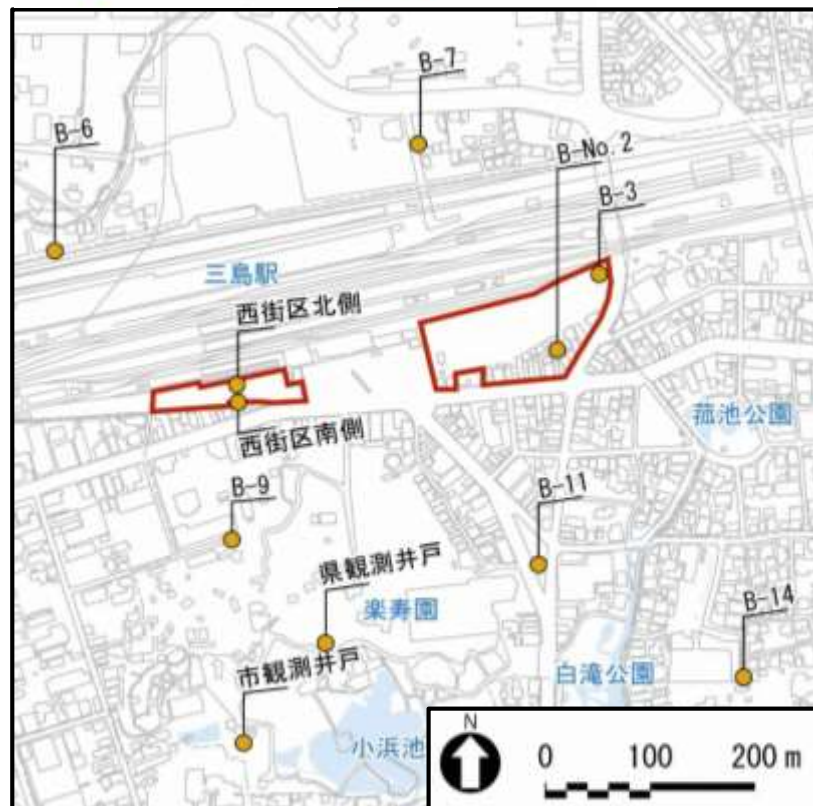 B-7
B-6
B-No.2
B-3
三島駅
西街区北側
西街区南側
菰池公園
B-9
B-11
県観測井戸
楽寿園
B-14
市観測井戸
白滝公園
小浜池
N
0 100 200 m